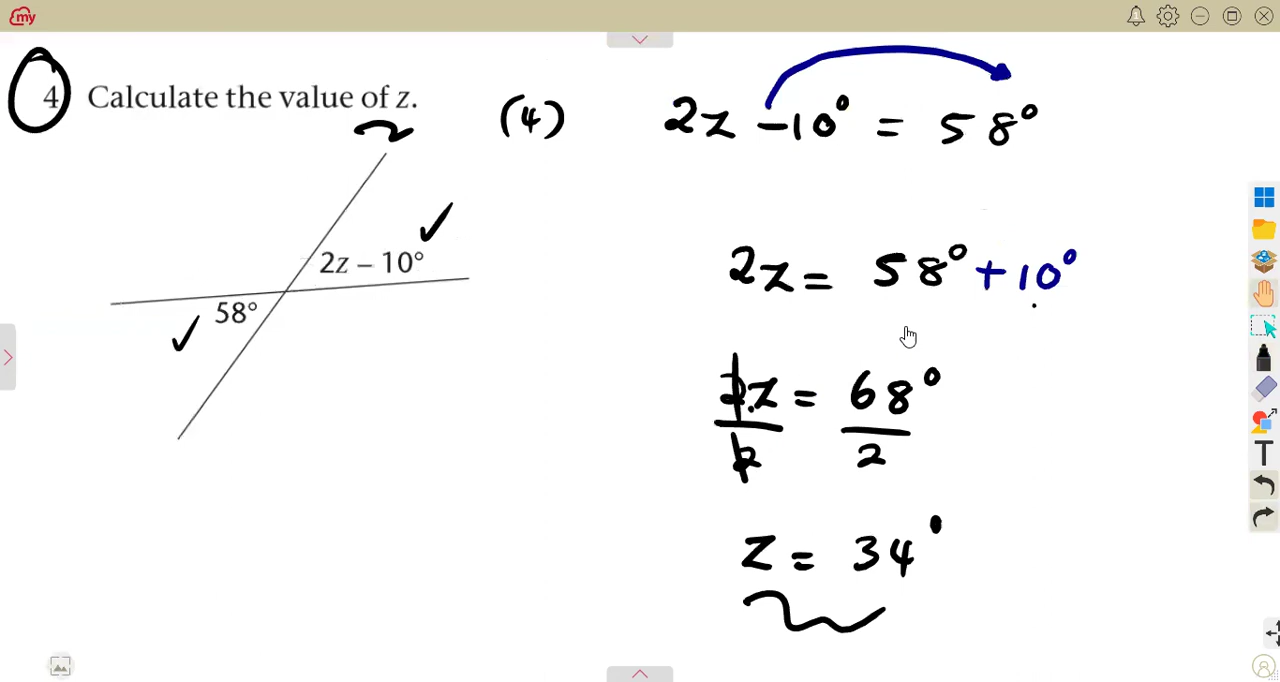 my
4 Calculate the value of z.
(4)
2z – 10°
58°
2z -10° = 58°
2z = 58° + 10°
2z = 68°
2 2
z = 34°
T